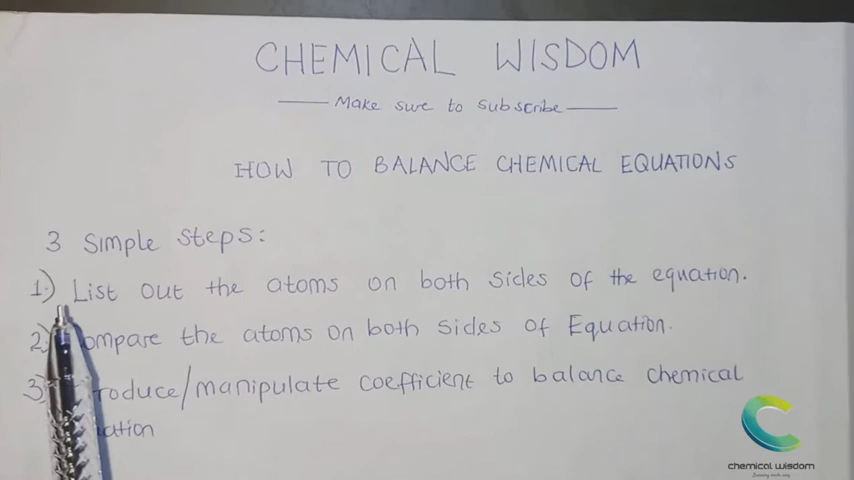 CHEMICAL WISDOM
Make sure to subscribe
HOW TO BALANCE CHEMICAL EQUATIONS
3 Simple steps:
1.) List out the atoms on both sides of the equation.
2) ompare the atoms on both sides of Equation.
3) roduce/manipulate coefficient to balance chemical
ation
chemical wisdom